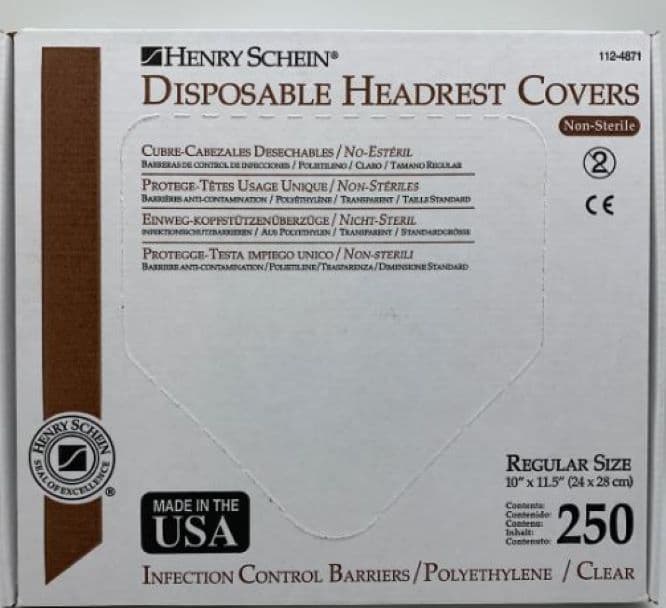 HENRY SCHEIN®
112-4871
DISPOSABLE HEADREST COVERS
Non-Sterile
CUBRE-CABEZALES DESECHABLES / NO-ESTÉRIL
BARRERAS DE CONTROL DE INFECCIONES / POLIETILENO / CLARO / TAMANO REGULAR
PROTEGE-TÊTES USAGE UNIQUE / NON-STÉRILES
BARRIÈRES ANTI-CONTAMINATION / POLYÉTHYLÈNE / TRANSPARENT / TAILLE STANDARD
EINWEG-KOPFSTÜTZENÜBERZÜGE / NICHT-STERIL
INFEKTIONSSCHUTZBARRIEREN / AUS POLYETHYLEN / TRANSPARENT / STANDARDGRÖSSE
PROTEGGE-TESTA IMPIEGO UNICO / NON-STERILI
BARRIERE ANTI-CONTAMINATION / POLIETILENE / TRASPARENZA / DIMENSIONE STANDARD
2
CE
HENRY SCHEIN
SEAL OF EXCELLENCE
®
MADE IN THE
USA
REGULAR SIZE
10" x 11.5" (24 x 28 cm)
Contents:
Contenido:
Contenu:
Inhalt:
Contenuto:
250
INFECTION CONTROL BARRIERS / POLYETHYLENE / CLEAR